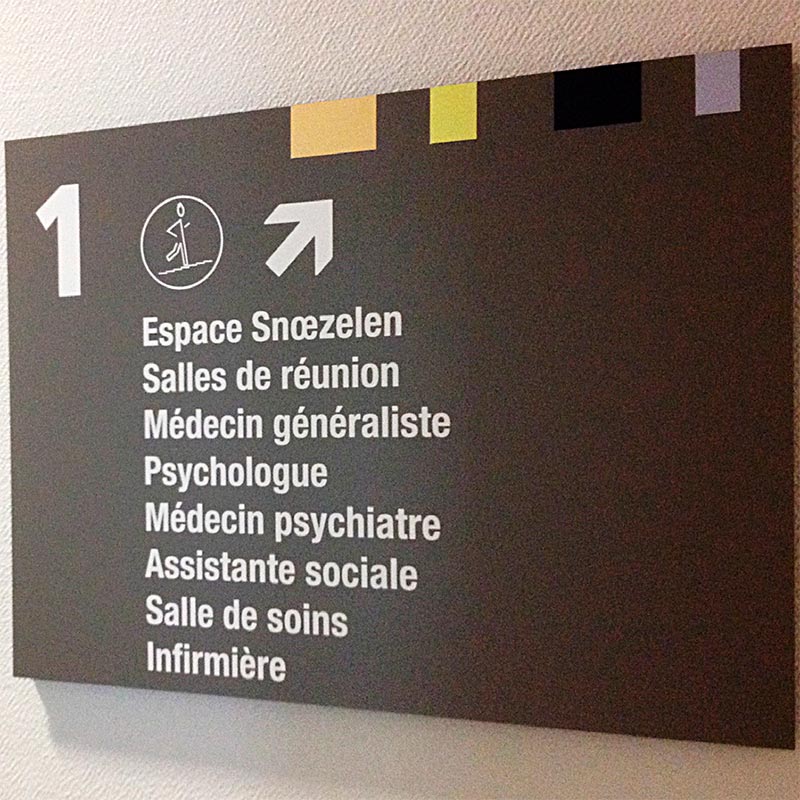 1
Espace Snœzelen
Salles de réunion
Médecin généraliste
Psychologue
Médecin psychiatre
Assistante sociale
Salle de soins
Infirmière